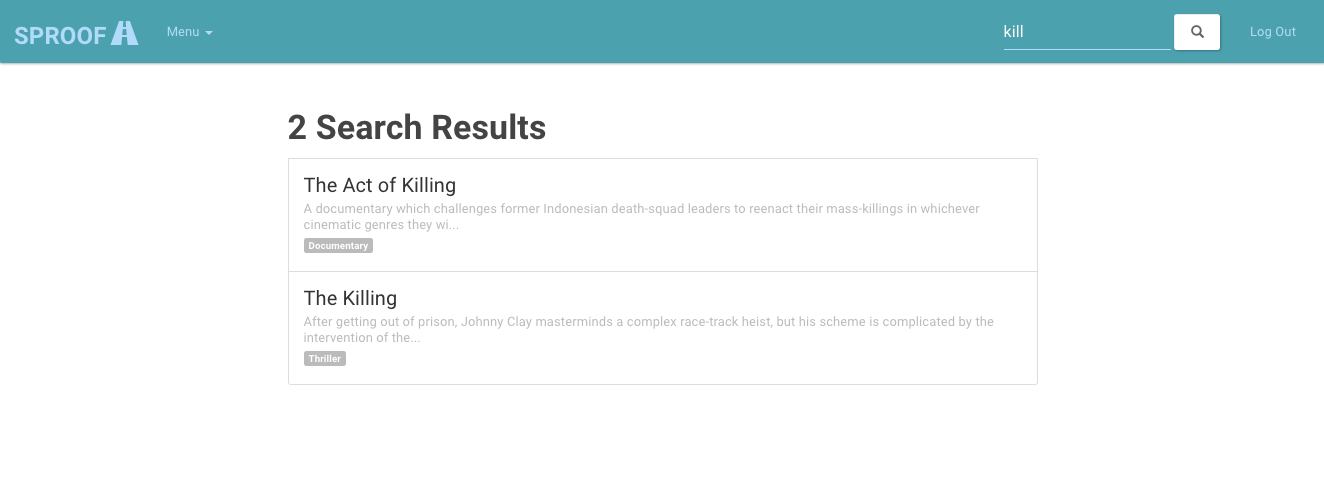 SPROOF Menu kill Log Out
2 Search Results
The Act of Killing
A documentary which challenges former Indonesian death-squad leaders to reenact their mass-killings in whichever
cinematic genres they wi...
Documentary
The Killing
After getting out of prison, Johnny Clay masterminds a complex race-track heist, but his scheme is complicated by the
intervention of the...
Thriller